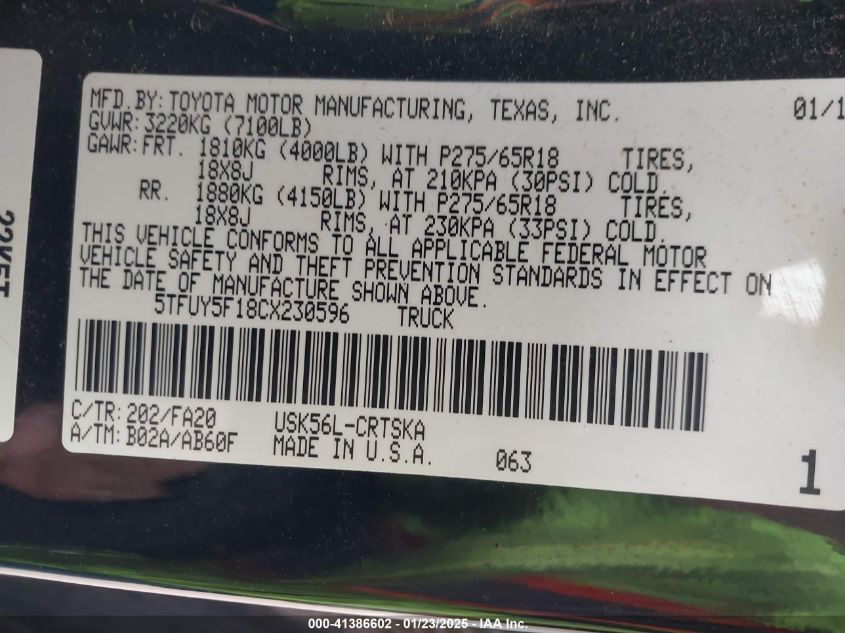 MFD.BY: TOYOTA MOTOR MANUFACTURING, TEXAS, INC. 01/1
GVWR: 3220KG (7100LB)
GAWR: FRT. 1810KG (4000LB) WITH P275/65R18 TIRES,
18X8J RIMS, AT 210KPA (30PSI) COLD.
RR. 1880KG (4150LB) WITH P275/65R18 TIRES,
18X8J RIMS, AT 230KPA (33PSI) COLD.
THIS VEHICLE CONFORMS TO ALL APPLICABLE FEDERAL MOTOR
VEHICLE SAFETY AND THEFT PREVENTION STANDARDS IN EFFECT ON
THE DATE OF MANUFACTURE SHOWN ABOVE.
5TFUY5F18CX230596 TRUCK
C/TR: 202/FA20 USK56L-CRTSKA
A/TM: B02A/AB60F MADE IN U.S.A. 063
1
000-41386602 - 01/23/2025 - IAA Inc.